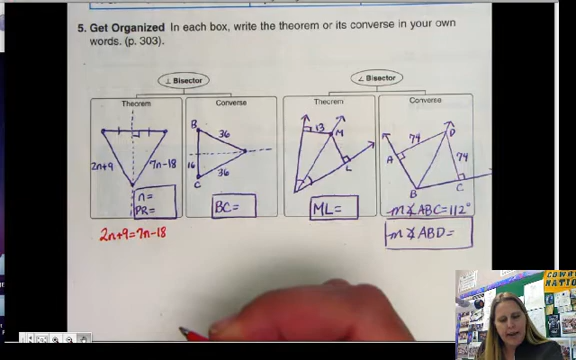 5. Get Organized In each box, write the theorem or its converse in your own
words. (p. 303).
⊥ Bisector
∠ Bisector
Theorem
Converse
Theorem
Converse
2n+9
7n-18
n=
PR=
B
36
16
C
36
BC=
13
M
L
ML=
74
D
A
74
B
C
m∡ABC=112°
m∡ABD=
2n+9=7n-18
COWBOY
NATION